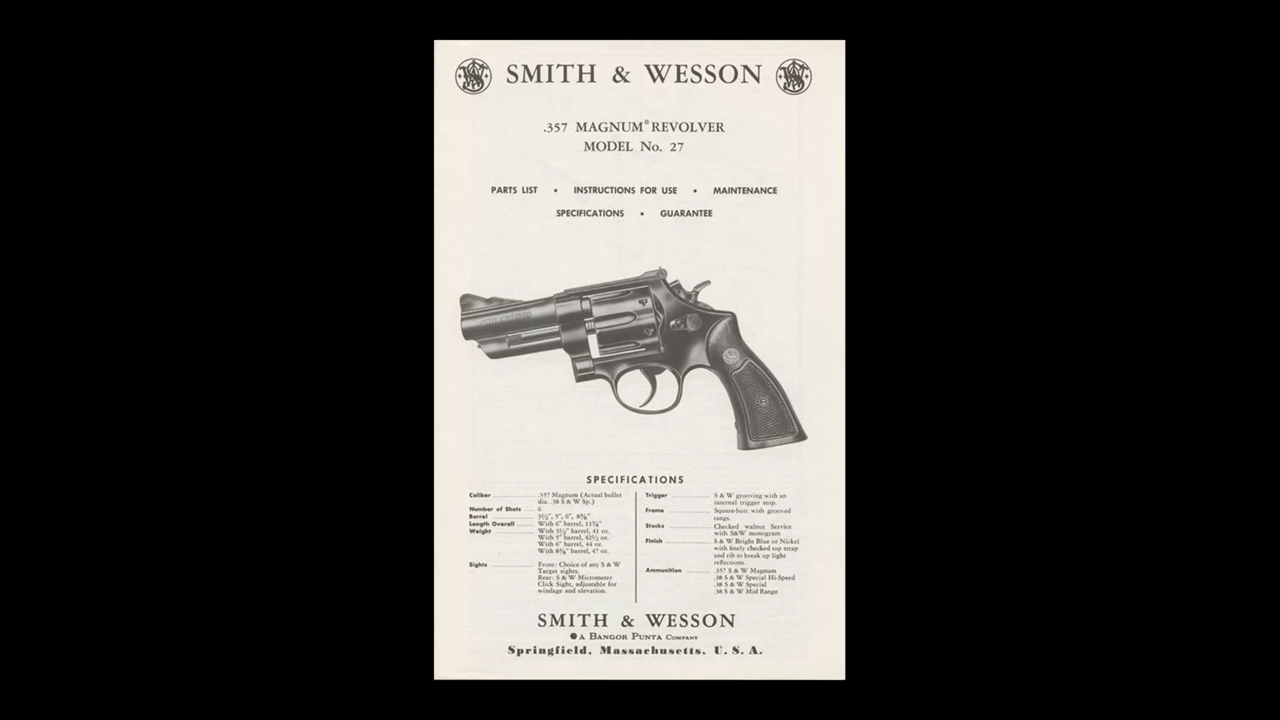 SMITH & WESSON
.357 MAGNUM® REVOLVER
MODEL No. 27
PARTS LIST • INSTRUCTIONS FOR USE • MAINTENANCE
SPECIFICATIONS • GUARANTEE
SPECIFICATIONS
Caliber .357 Magnum (Actual bullet
dia. .38 S & W Sp.)
Number of Shots 6
Barrel 3½", 5", 6", 8⅜"
Length Overall With 6" barrel, 11⅜"
Weight With 3½" barrel, 41 oz.
With 5" barrel, 42½ oz.
With 6" barrel, 44 oz.
With 8⅜" barrel, 47 oz.
Sights Front: Choice of any S & W
Target sights.
Rear: S & W Micrometer
Click Sight, adjustable for
windage and elevation.
Trigger S & W grooving with an
internal trigger stop.
Frame Square-butt with grooved
tangs.
Stocks Checked walnut Service
with S&W monogram
Finish S & W Bright Blue or Nickel
with finely checked top strap
and rib to break up light
reflections.
Ammunition .357 S & W Magnum
.38 S & W Special Hi-Speed
.38 S & W Special
.38 S & W Mid Range
SMITH & WESSON
A BANGOR PUNTA COMPANY
Springfield, Massachusetts, U. S. A.